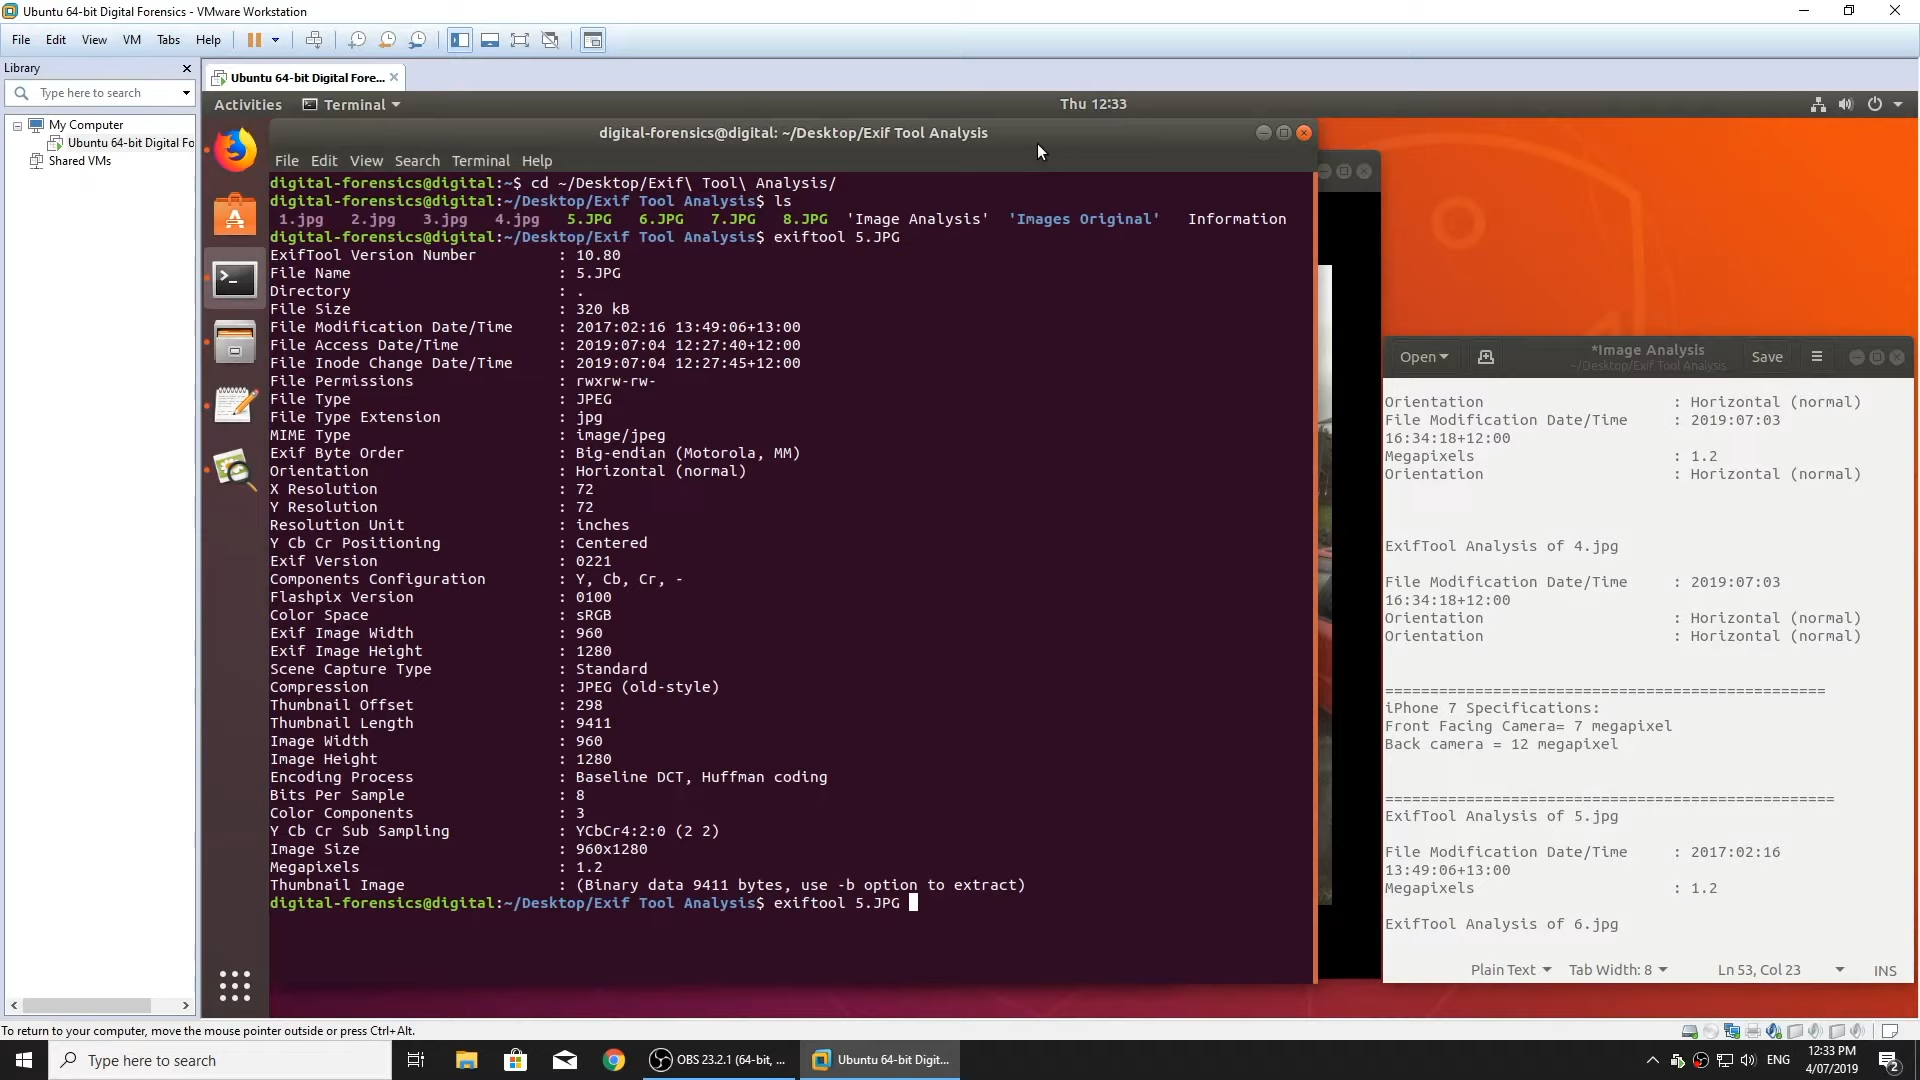 Ubuntu 64-bit Digital Forensics - VMware Workstation
File Edit View VM Tabs Help
Library
Type here to search
My Computer
Ubuntu 64-bit Digital Fo
Shared VMs
Ubuntu 64-bit Digital Fore...
Activities Terminal Thu 12:33
digital-forensics@digital: ~/Desktop/Exif Tool Analysis
File Edit View Search Terminal Help
digital-forensics@digital:~$ cd ~/Desktop/Exif\ Tool\ Analysis/
digital-forensics@digital:~/Desktop/Exif Tool Analysis$ ls
1.jpg 2.jpg 3.jpg 4.jpg 5.JPG 6.JPG 7.JPG 8.JPG 'Image Analysis' 'Images Original' Information
digital-forensics@digital:~/Desktop/Exif Tool Analysis$ exiftool 5.JPG
ExifTool Version Number : 10.80
File Name : 5.JPG
Directory : .
File Size : 320 kB
File Modification Date/Time : 2017:02:16 13:49:06+13:00
File Access Date/Time : 2019:07:04 12:27:40+12:00
File Inode Change Date/Time : 2019:07:04 12:27:45+12:00
File Permissions : rwxrw-rw-
File Type : JPEG
File Type Extension : jpg
MIME Type : image/jpeg
Exif Byte Order : Big-endian (Motorola, MM)
Orientation : Horizontal (normal)
X Resolution : 72
Y Resolution : 72
Resolution Unit : inches
Y Cb Cr Positioning : Centered
Exif Version : 0221
Components Configuration : Y, Cb, Cr, -
Flashpix Version : 0100
Color Space : sRGB
Exif Image Width : 960
Exif Image Height : 1280
Scene Capture Type : Standard
Compression : JPEG (old-style)
Thumbnail Offset : 298
Thumbnail Length : 9411
Image Width : 960
Image Height : 1280
Encoding Process : Baseline DCT, Huffman coding
Bits Per Sample : 8
Color Components : 3
Y Cb Cr Sub Sampling : YCbCr4:2:0 (2 2)
Image Size : 960x1280
Megapixels : 1.2
Thumbnail Image : (Binary data 9411 bytes, use -b option to extract)
digital-forensics@digital:~/Desktop/Exif Tool Analysis$ exiftool 5.JPG
Open *Image Analysis Save
~/Desktop/Exif Tool Analysis
Orientation : Horizontal (normal)
File Modification Date/Time : 2019:07:03
16:34:18+12:00
Megapixels : 1.2
Orientation : Horizontal (normal)
ExifTool Analysis of 4.jpg
File Modification Date/Time : 2019:07:03
16:34:18+12:00
Orientation : Horizontal (normal)
Orientation : Horizontal (normal)
=================================================
iPhone 7 Specifications:
Front Facing Camera= 7 megapixel
Back camera = 12 megapixel
==================================================
ExifTool Analysis of 5.jpg
File Modification Date/Time : 2017:02:16
13:49:06+13:00
Megapixels : 1.2
ExifTool Analysis of 6.jpg
Plain Text Tab Width: 8 Ln 53, Col 23 INS
To return to your computer, move the mouse pointer outside or press Ctrl+Alt.
Type here to search
OBS 23.2.1 (64-bit, ...
Ubuntu 64-bit Digit...
ENG
12:33 PM
4/07/2019
2